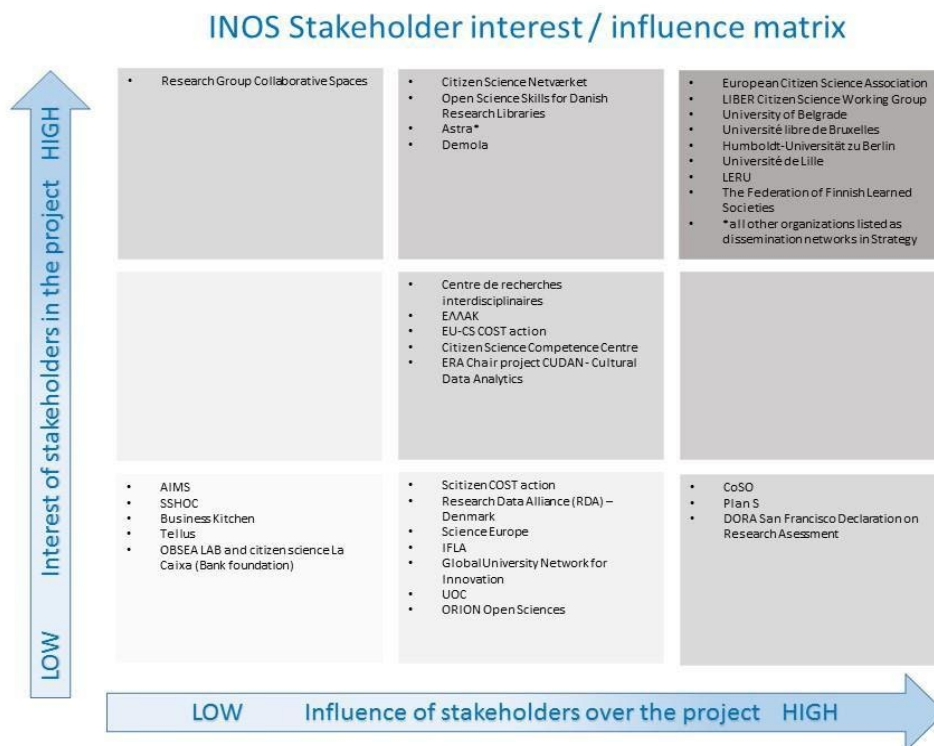 INOS Stakeholder interest / influence matrix
HIGH
Interest of stakeholders in the project
LOW
• Research Group Collaborative Spaces
• Citizen Science Netværket
• Open Science Skills for Danish
Research Libraries
• Astra*
• Demola
• European Citizen Science Association
• LIBER Citizen Science Working Group
• University of Belgrade
• Université libre de Bruxelles
• Humboldt-Universität zu Berlin
• Université de Lille
• LERU
• The Federation of Finnish Learned
Societies
• *all other organizations listed as
dissemination networks in Strategy
• Centre de recherches
interdisciplinaires
• ΕΛΛΑΚ
• EU-CS COST action
• Citizen Science Competence Centre
• ERA Chair project CUDAN - Cultural
Data Analytics
• AIMS
• SSHOC
• Business Kitchen
• Tellus
• OBSEA LAB and citizen science La
Caixa (Bank foundation)
• Scitizen COST action
• Research Data Alliance (RDA) –
Denmark
• Science Europe
• IFLA
• Global University Network for
Innovation
• UOC
• ORION Open Sciences
• CoSO
• Plan S
• DORA San Francisco Declaration on
Research Asessment
LOW Influence of stakeholders over the project HIGH